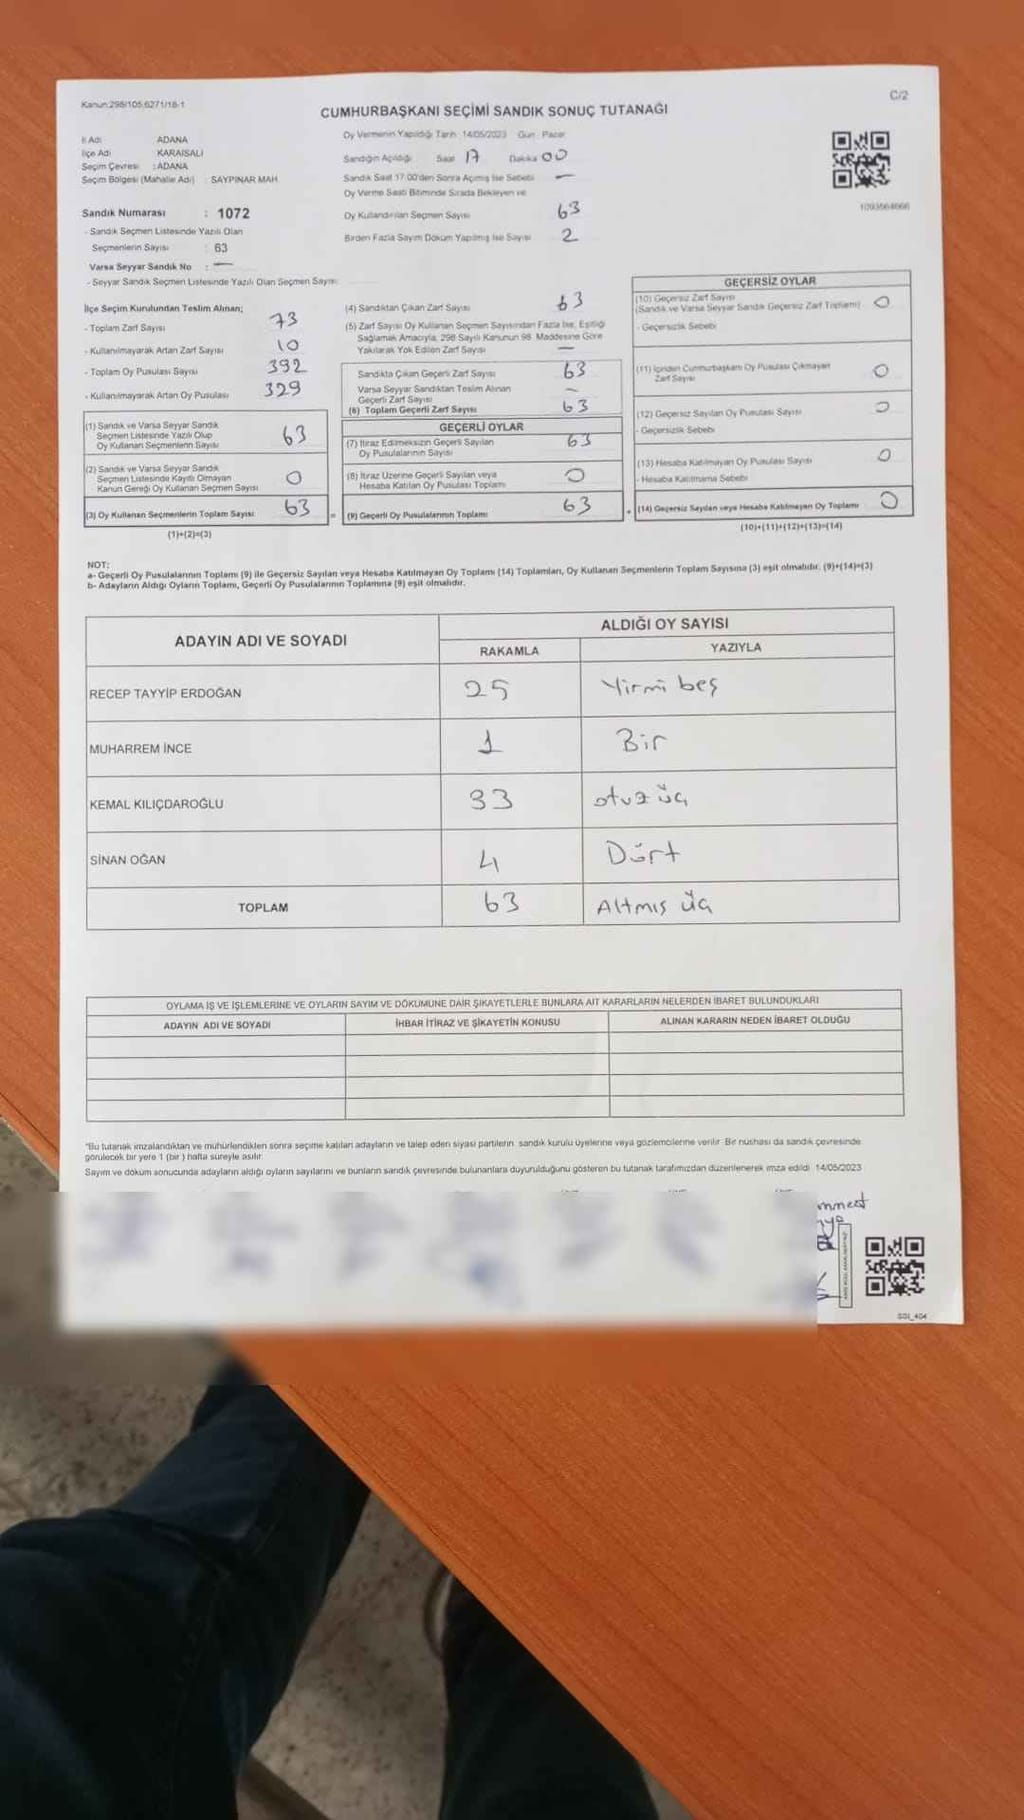 Kanun:298/105,6271/18-1
C/2
CUMHURBAŞKANI SEÇİMİ SANDIK SONUÇ TUTANAĞI
İl Adı ADANA
İlçe Adı KARAISALI
Seçim Çevresi : ADANA
Seçim Bölgesi (Mahalle Adı) : SAYPINAR MAH.
Oy Vermenin Yapıldığı Tarih 14/05/2023 Gün Pazar
Sandığın Açıldığı Saat 17 Dakika 00
Sandık Saat 17:00'den Sonra Açımış İse Sebebi —
Oy Verme Saati Bitiminde Sırada Bekleyen ve
Oy Kullandırılan Seçmen Sayısı 63
Birden Fazla Sayım Döküm Yapılmış İse Sayısı 2
1093564666
Sandık Numarası : 1072
- Sandık Seçmen Listesinde Yazılı Olan
Seçmenlerin Sayısı : 63
Varsa Seyyar Sandık No : —
- Seyyar Sandık Seçmen Listesinde Yazılı Olan Seçmen Sayısı:
İlçe Seçim Kurulundan Teslim Alınan;
- Toplam Zarf Sayısı 73
- Kullanılmayarak Artan Zarf Sayısı 10
- Toplam Oy Pusulası Sayısı 392
- Kullanılmayarak Artan Oy Pusulası 329
(1) Sandık ve Varsa Seyyar Sandık
Seçmen Listesinde Yazılı Olup
Oy Kullanan Seçmenlerin Sayısı 63
(2) Sandık ve Varsa Seyyar Sandık
Seçmen Listesinde Kayıtlı Olmayan
Kanun Gereği Oy Kullanan Seçmen Sayısı 0
(3) Oy Kullanan Seçmenlerin Toplam Sayısı 63
(1)+(2)=(3)
(4) Sandıktan Çıkan Zarf Sayısı 63
(5) Zarf Sayısı Oy Kullanan Seçmen Sayısından Fazla İse, Eşitliği
Sağlamak Amacıyla, 298 Sayılı Kanunun 98. Maddesine Göre
Yakılarak Yok Edilen Zarf Sayısı —
Sandıkta Çıkan Geçerli Zarf Sayısı 63
Varsa Seyyar Sandıktan Teslim Alınan
Geçerli Zarf Sayısı —
(6) Toplam Geçerli Zarf Sayısı 63
GEÇERLİ OYLAR
(7) İtiraz Edilmeksizin Geçerli Sayılan
Oy Pusulalarının Sayısı 63
(8) İtiraz Üzerine Geçerli Sayılan veya
Hesaba Katılan Oy Pusulası Toplamı 0
= (9) Geçerli Oy Pusulalarının Toplamı 63
GEÇERSİZ OYLAR
(10) Geçersiz Zarf Sayısı
(Sandık ve Varsa Seyyar Sandık Geçersiz Zarf Toplamı) 0
- Geçersizlik Sebebi
(11) İçinden Cumhurbaşkanı Oy Pusulası Çıkmayan
Zarf Sayısı 0
(12) Geçersiz Sayılan Oy Pusulası Sayısı 0
- Geçersizlik Sebebi
(13) Hesaba Katılmayan Oy Pusulası Sayısı 0
- Hesaba Katılmama Sebebi
+ (14) Geçersiz Sayılan veya Hesaba Katılmayan Oy Toplamı 0
(10)+(11)+(12)+(13)=(14)
NOT:
a- Geçerli Oy Pusulalarının Toplamı (9) ile Geçersiz Sayılan veya Hesaba Katılmayan Oy Toplamı (14) Toplamları, Oy Kullanan Seçmenlerin Toplam Sayısına (3) eşit olmalıdır. (9)+(14)=(3)
b- Adayların Aldığı Oyların Toplamı, Geçerli Oy Pusulalarının Toplamına (9) eşit olmalıdır.
ADAYIN ADI VE SOYADI
ALDIĞI OY SAYISI
RAKAMLA YAZIYLA
RECEP TAYYİP ERDOĞAN 25 Yirmi beş
MUHARREM İNCE 1 Bir
KEMAL KILIÇDAROĞLU 33 otuz üç
SİNAN OĞAN 4 Dört
TOPLAM 63 Altmış üç
OYLAMA İŞ VE İŞLEMLERİNE VE OYLARIN SAYIM VE DÖKÜMÜNE DAİR ŞİKAYETLERLE BUNLARA AİT KARARLARIN NELERDEN İBARET BULUNDUKLARI
ADAYIN ADI VE SOYADI İHBAR İTİRAZ VE ŞİKAYETİN KONUSU ALINAN KARARIN NEDEN İBARET OLDUĞU
*Bu tutanak imzalandıktan ve mühürlendikten sonra seçime katılan adayların ve talep eden siyasi partilerin sandık kurulu üyelerine veya gözlemcilerine verilir. Bir nüshası da sandık çevresinde
görülecek bir yere 1 (bir) hafta süreyle asılır.
Sayım ve döküm sonucunda adayların aldığı oyların sayılarını ve bunların sandık çevresinde bulunanlara duyurulduğunu gösteren bu tutanak tarafımızdan düzenlenerek imza edildi. 14/05/2023